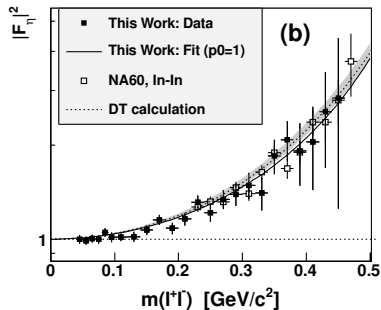 This Work: Data
This Work: Fit (p0=1)
NA60, In-In
DT calculation
(b)
|Fη|²
1
0 0.1 0.2 0.3 0.4 0.5
m(l⁺l⁻) [GeV/c²]